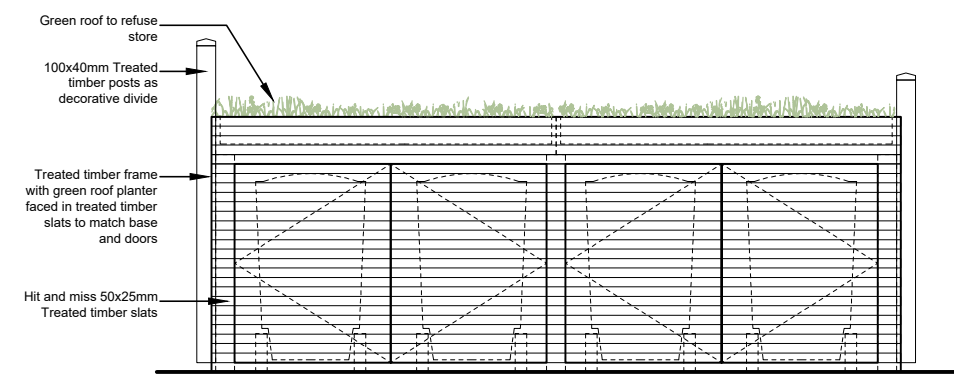 Green roof to refuse
store
100x40mm Treated
timber posts as
decorative divide
Treated timber frame
with green roof planter
faced in treated timber
slats to match base
and doors
Hit and miss 50x25mm
Treated timber slats